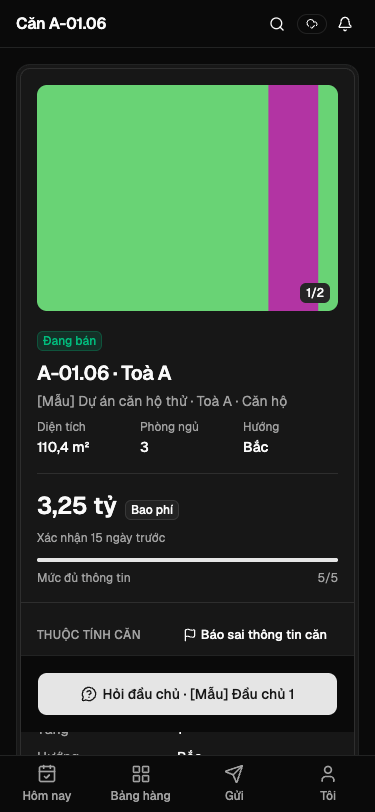 Căn A-01.06
1/2
Đang bán
A-01.06 · Toà A
[Mẫu] Dự án căn hộ thử · Toà A · Căn hộ
Diện tích Phòng ngủ Hướng
110,4 m² 3 Bắc
3,25 tỷ Bao phí
Xác nhận 15 ngày trước
Mức đủ thông tin 5/5
THUỘC TÍNH CĂN Báo sai thông tin căn
Hỏi đầu chủ · [Mẫu] Đầu chủ 1
Hôm nay Bảng hàng Gửi Tôi